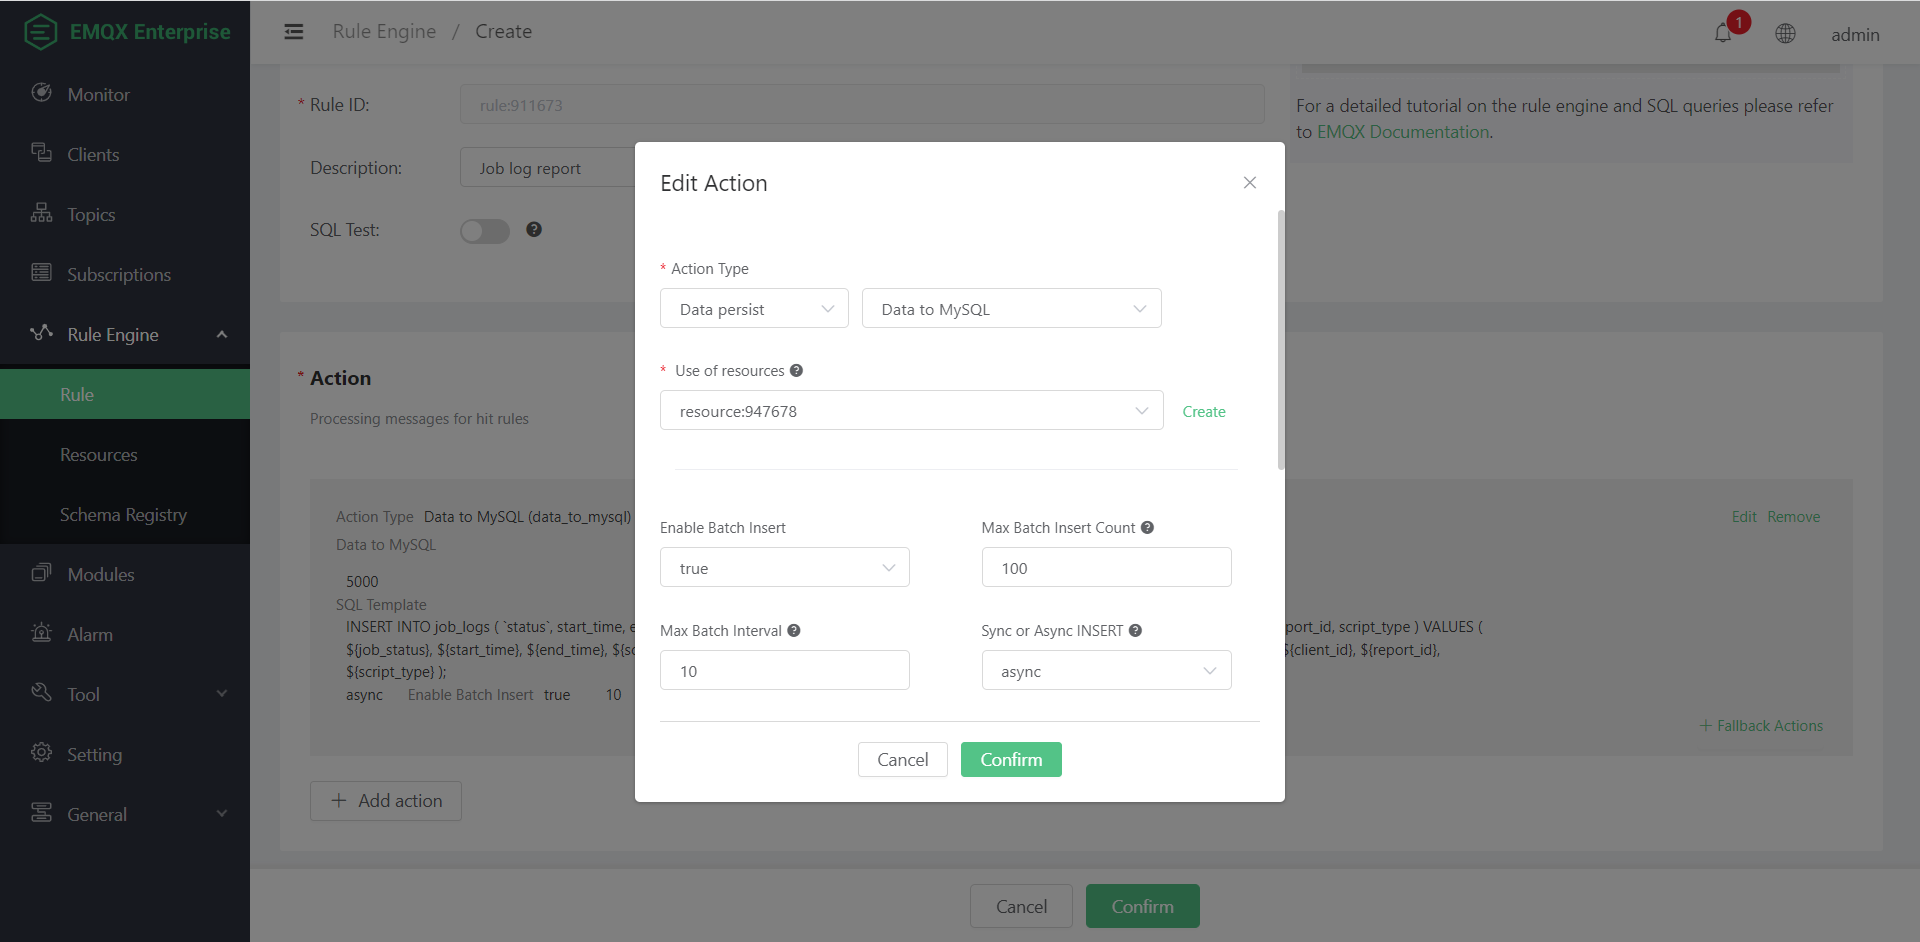 EMQX Enterprise
Rule Engine / Create
1
admin
Monitor
Clients
Topics
Subscriptions
Rule Engine
Rule
Resources
Schema Registry
Modules
Alarm
Tool
Setting
General
* Rule ID:
rule:911673
Description:
Job log report
SQL Test:
For a detailed tutorial on the rule engine and SQL queries please refer
to EMQX Documentation.
* Action
Processing messages for hit rules
Action Type Data to MySQL (data_to_mysql)
Edit Remove
Data to MySQL
5000
SQL Template
INSERT INTO job_logs ( `status`, start_time, e
port_id, script_type ) VALUES (
${job_status}, ${start_time}, ${end_time}, ${sc
${client_id}, ${report_id},
${script_type} );
async Enable Batch Insert true 10
+ Fallback Actions
+ Add action
Cancel Confirm
Edit Action
* Action Type
Data persist
Data to MySQL
* Use of resources
resource:947678
Create
Enable Batch Insert
Max Batch Insert Count
true
100
Max Batch Interval
Sync or Async INSERT
10
async
Cancel Confirm